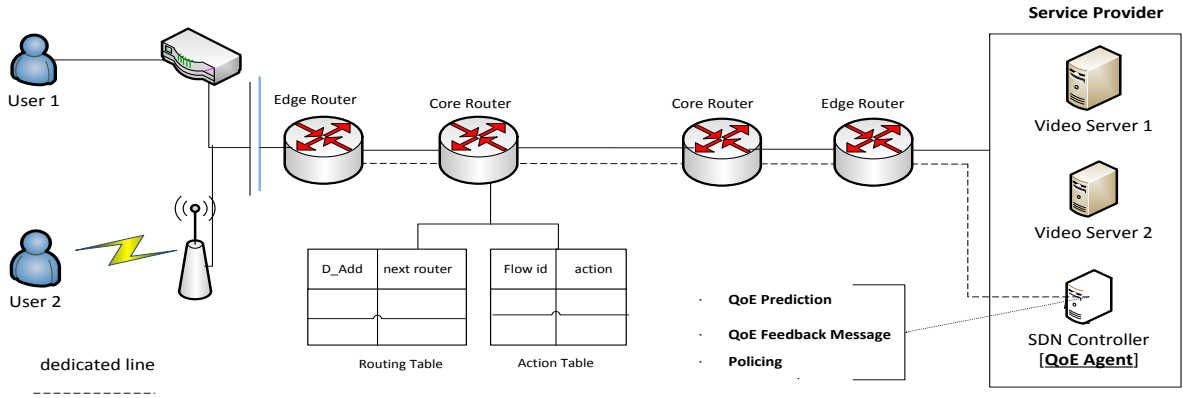 Service Provider
User 1
Edge Router
Core Router
Core Router
Edge Router
Video Server 1
User 2
D_Add next router
Flow id action
Routing Table
Action Table
Video Server 2
· QoE Prediction
· QoE Feedback Message
· Policing
SDN Controller
[QoE Agent]
dedicated line